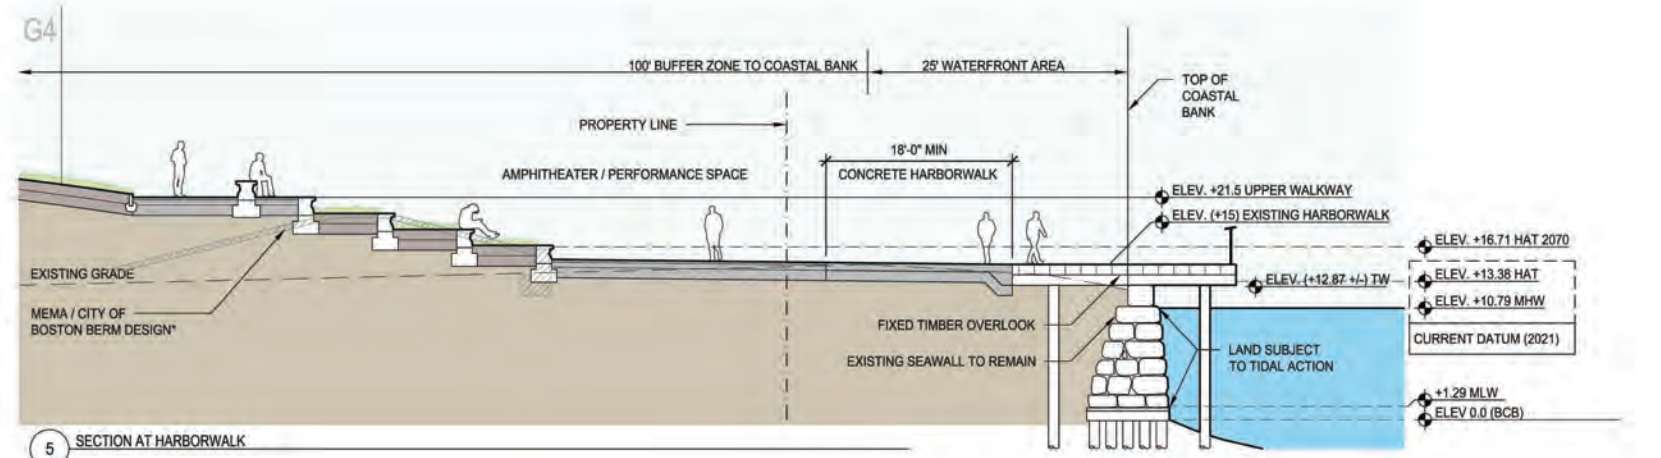 G4
100' BUFFER ZONE TO COASTAL BANK
25' WATERFRONT AREA
TOP OF
COASTAL
BANK
PROPERTY LINE
18'-0" MIN
AMPHITHEATER / PERFORMANCE SPACE
CONCRETE HARBORWALK
ELEV. +21.5 UPPER WALKWAY
ELEV. (+15) EXISTING HARBORWALK
ELEV. +16.71 HAT 2070
EXISTING GRADE
ELEV. (+12.87 +/-) TW
ELEV. +13.38 HAT
ELEV. +10.79 MHW
MEMA / CITY OF
BOSTON BERM DESIGN*
FIXED TIMBER OVERLOOK
CURRENT DATUM (2021)
EXISTING SEAWALL TO REMAIN
LAND SUBJECT
TO TIDAL ACTION
+1.29 MLW
ELEV 0.0 (BCB)
5 SECTION AT HARBORWALK